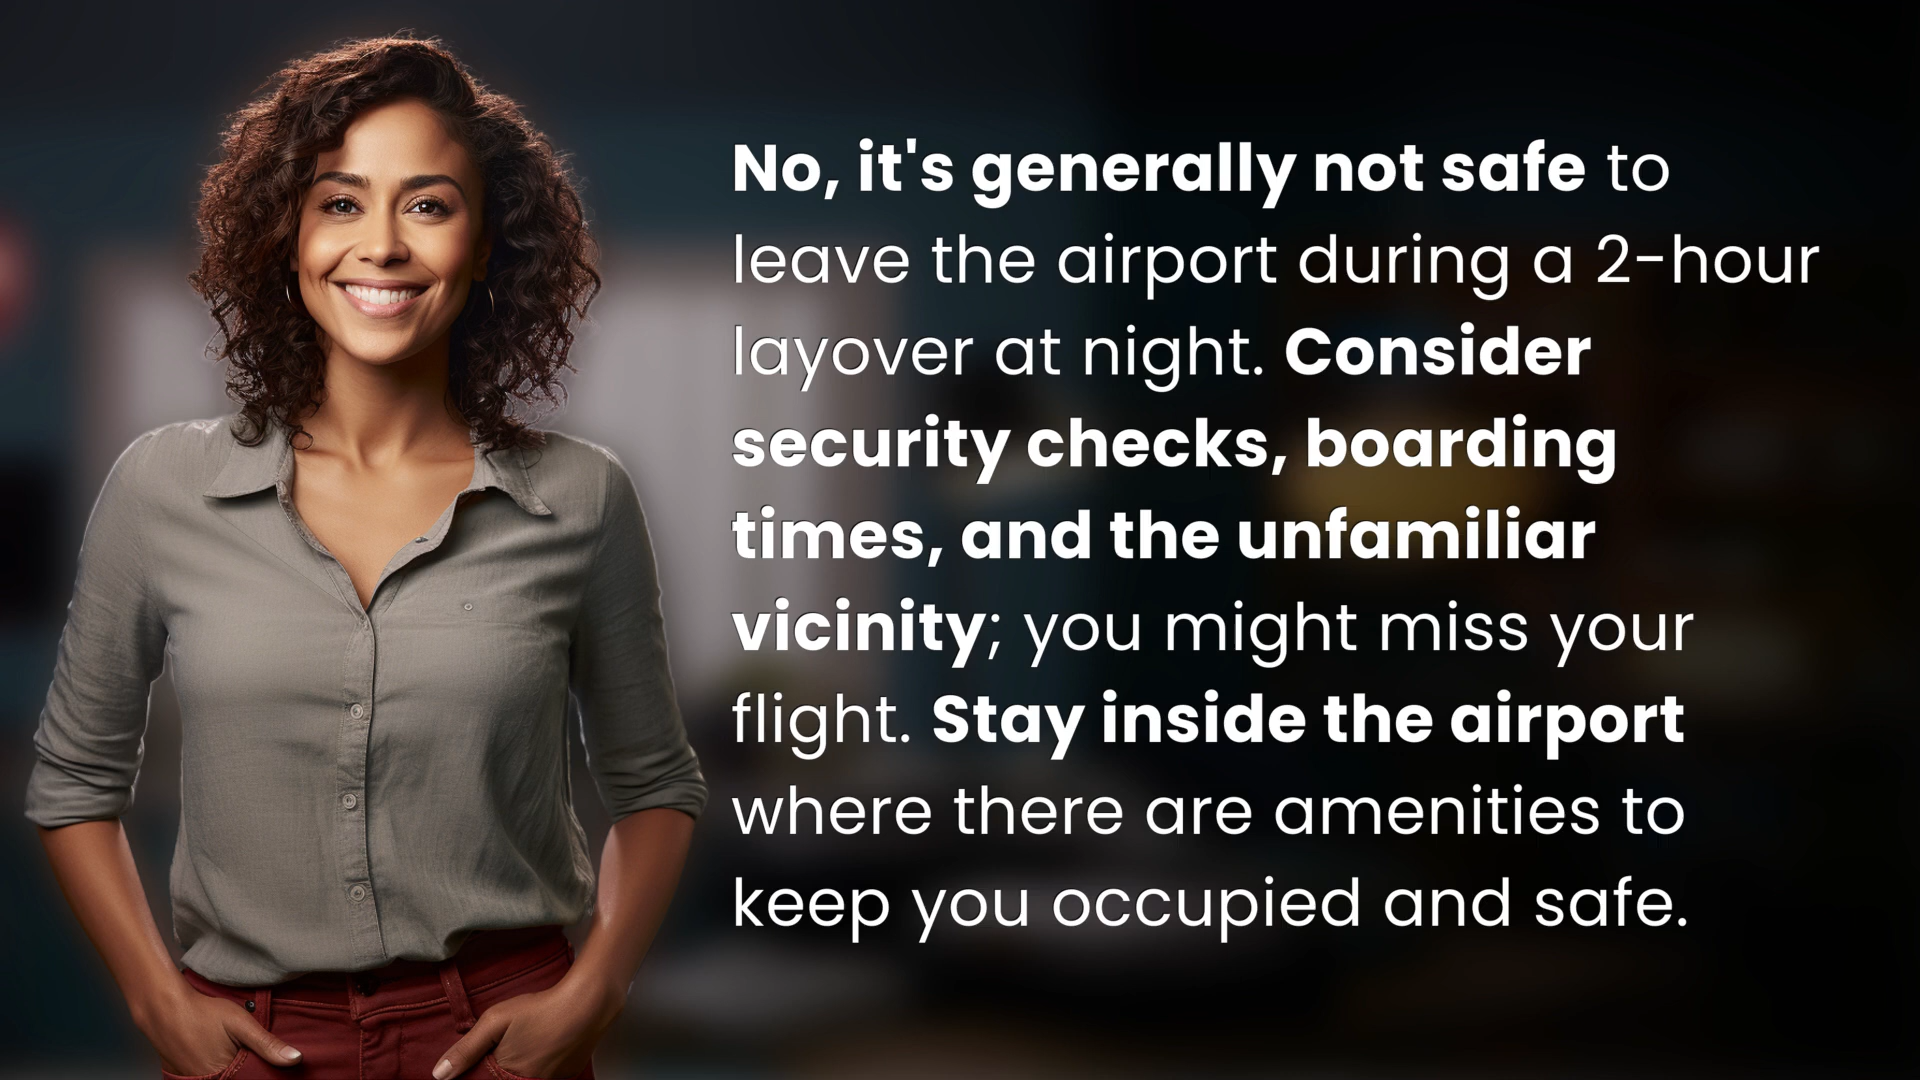 No, it's generally not safe to
leave the airport during a 2-hour
layover at night. Consider
security checks, boarding
times, and the unfamiliar
vicinity; you might miss your
flight. Stay inside the airport
where there are amenities to
keep you occupied and safe.